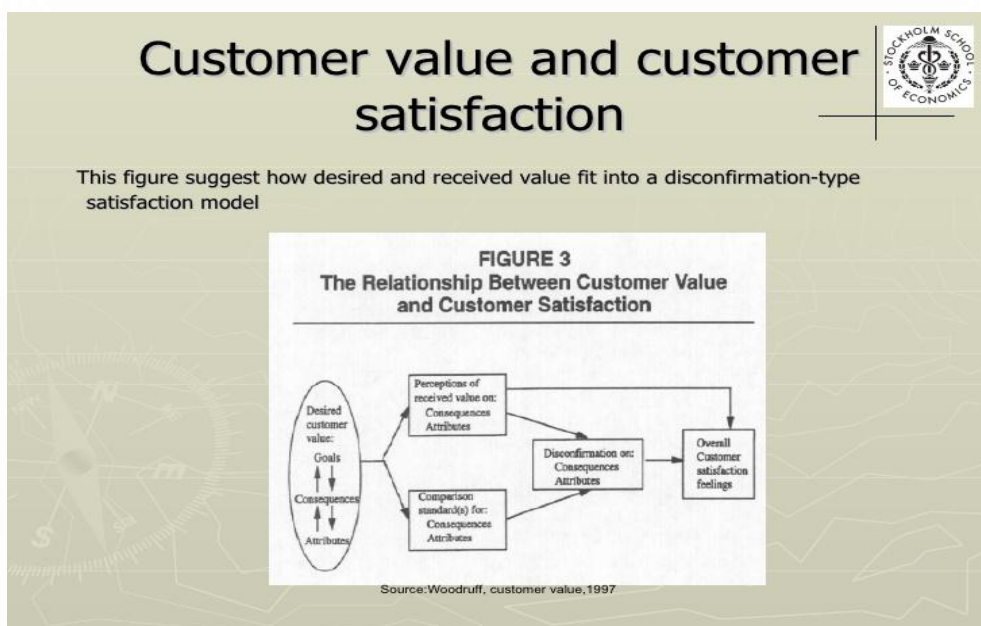 Customer value and customer
satisfaction
STOCKHOLM SCHOOL
OF ECONOMICS
This figure suggest how desired and received value fit into a disconfirmation-type
satisfaction model
FIGURE 3
The Relationship Between Customer Value
and Customer Satisfaction
Desired
customer
value:
Goals
Consequences
Attributes
Perceptions of
received value on:
Consequences
Attributes
Comparison
standard(s) for:
Consequences
Attributes
Disconfirmation on:
Consequences
Attributes
Overall
Customer
satisfaction
feelings
Source:Woodruff, customer value,1997
N
E
S